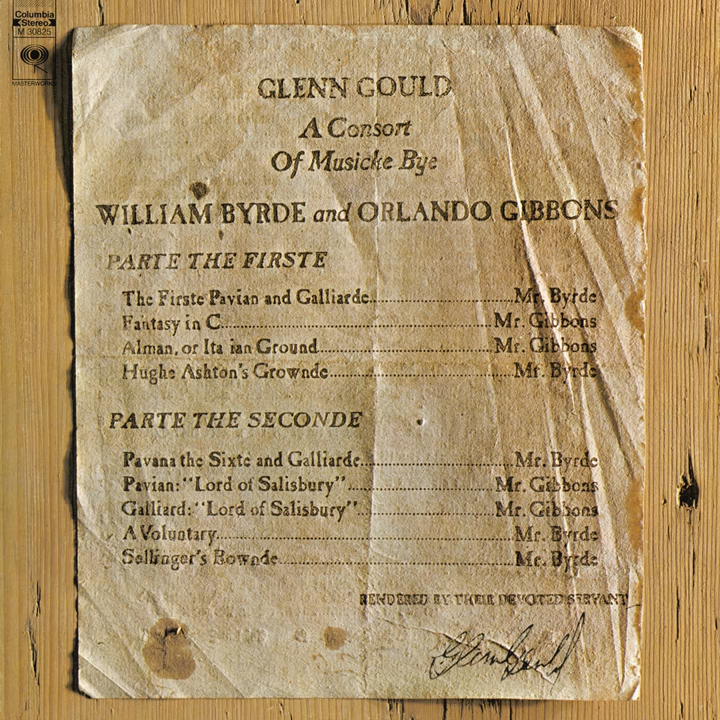 Columbia
Stereo
M 30825
MASTERWORKS
GLENN GOULD
A Consort
Of Musicke Bye
WILLIAM BYRDE and ORLANDO GIBBONS
PARTE THE FIRSTE
The Firste Pavian and Galliarde..................Mr. Byrde
Fantasy in C..................Mr. Gibbons
Alman, or Ita ian Ground..................Mr. Gibbons
Hughe Ashton's Grownde..................Mr. Byrde
PARTE THE SECONDE
Pavana the Sixte and Galliarde..................Mr. Byrde
Pavian: "Lord of Salisbury"..................Mr. Gibbons
Galliard: "Lord of Salisbury"..................Mr. Gibbons
A Voluntary..................Mr. Byrde
Sellinger's Rownde..................Mr. Byrde
RENDERED BY THEIR DEVOTED SERVANT
Glenn Gould